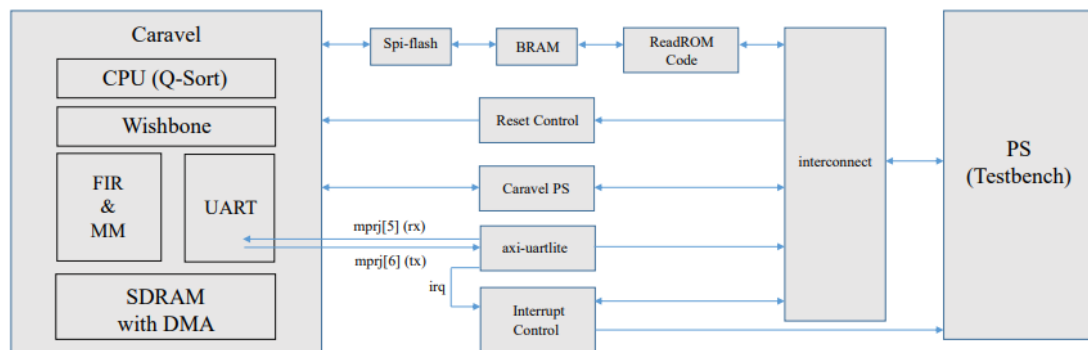 Caravel
CPU (Q-Sort)
Wishbone
FIR
&
MM
UART
SDRAM
with DMA
Spi-flash
BRAM
ReadROM
Code
Reset Control
Caravel PS
mprj[5] (rx)
mprj[6] (tx)
axi-uartlite
irq
Interrupt
Control
interconnect
PS
(Testbench)